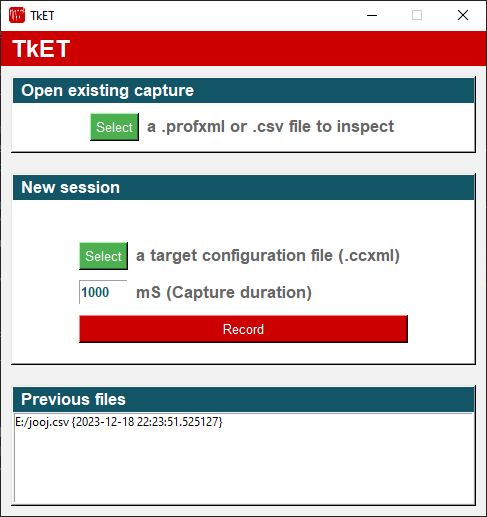 TkET
TkET
Open existing capture
Select a .profxml or .csv file to inspect
New session
Select a target configuration file (.ccxml)
1000 mS (Capture duration)
Record
Previous files
E:/jooj.csv {2023-12-18 22:23:51.525127}